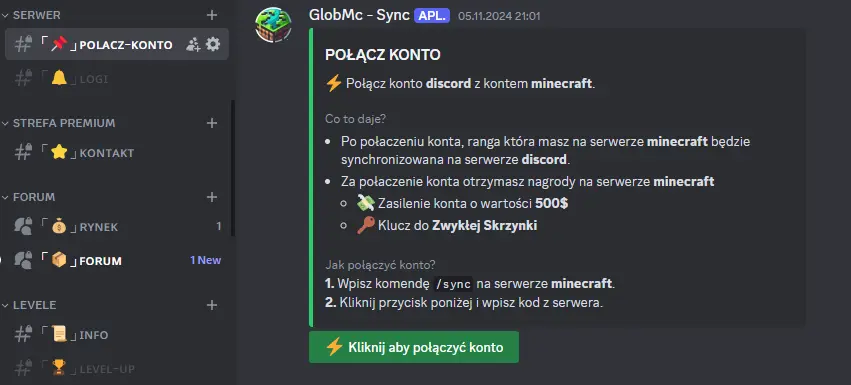 SERWER
「📌」POLACZ-KONTO
「🔔」LOGI
STREFA PREMIUM
「⭐」KONTAKT
FORUM
「💰」RYNEK 1
「📦」FORUM 1 New
LEVELE
「📜」INFO
「🏆」LEVEL-UP
GlobMc - Sync APL. 05.11.2024 21:01
POŁĄCZ KONTO
⚡ Połącz konto discord z kontem minecraft.
Co to daje?
• Po połaczeniu konta, ranga która masz na serwerze minecraft będzie
synchronizowana na serwerze discord.
• Za połaczenie konta otrzymasz nagrody na serwerze minecraft
💸 Zasilenie konta o wartości 500$
🔑 Klucz do Zwykłej Skrzynki
Jak połączyć konto?
1. Wpisz komendę /sync na serwerze minecraft.
2. Kliknij przycisk poniżej i wpisz kod z serwera.
⚡ Kliknij aby połączyć konto